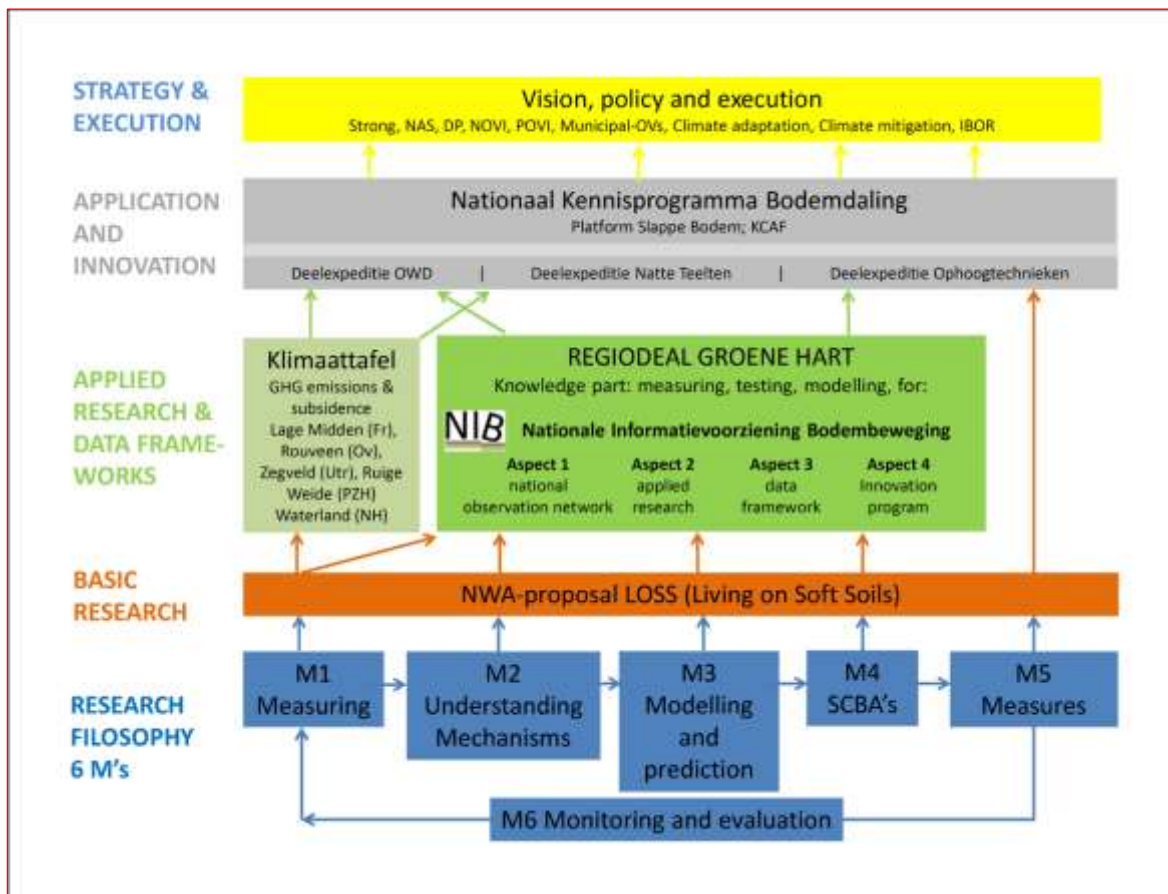 STRATEGY &
EXECUTION
Vision, policy and execution
Strong, NAS, DP, NOVI, POVI, Municipal-OVs, Climate adaptation, Climate mitigation, IBOR
APPLICATION
AND
INNOVATION
Nationaal Kennisprogramma Bodemdaling
Platform Slappe Bodem; KCAF
Deelexpeditie OWD | Deelexpeditie Natte Teelten | Deelexpeditie Ophoogtechnieken
APPLIED
RESEARCH &
DATA FRAME-
WORKS
Klimaattafel
GHG emissions &
subsidence
Lage Midden (Fr),
Rouveen (Ov),
Zegveld (Utr), Ruige
Weide (PZH)
Waterland (NH)
REGIODEAL GROENE HART
Knowledge part: measuring, testing, modelling, for:
NIB
Nationale Informatievoorziening Bodembeweging
Aspect 1
national
observation network
Aspect 2
applied
research
Aspect 3
data
framework
Aspect 4
Innovation
program
BASIC
RESEARCH
NWA-proposal LOSS (Living on Soft Soils)
RESEARCH
FILOSOPHY
6 M's
M1
Measuring
M2
Understanding
Mechanisms
M3
Modelling
and
prediction
M4
SCBA's
M5
Measures
M6 Monitoring and evaluation